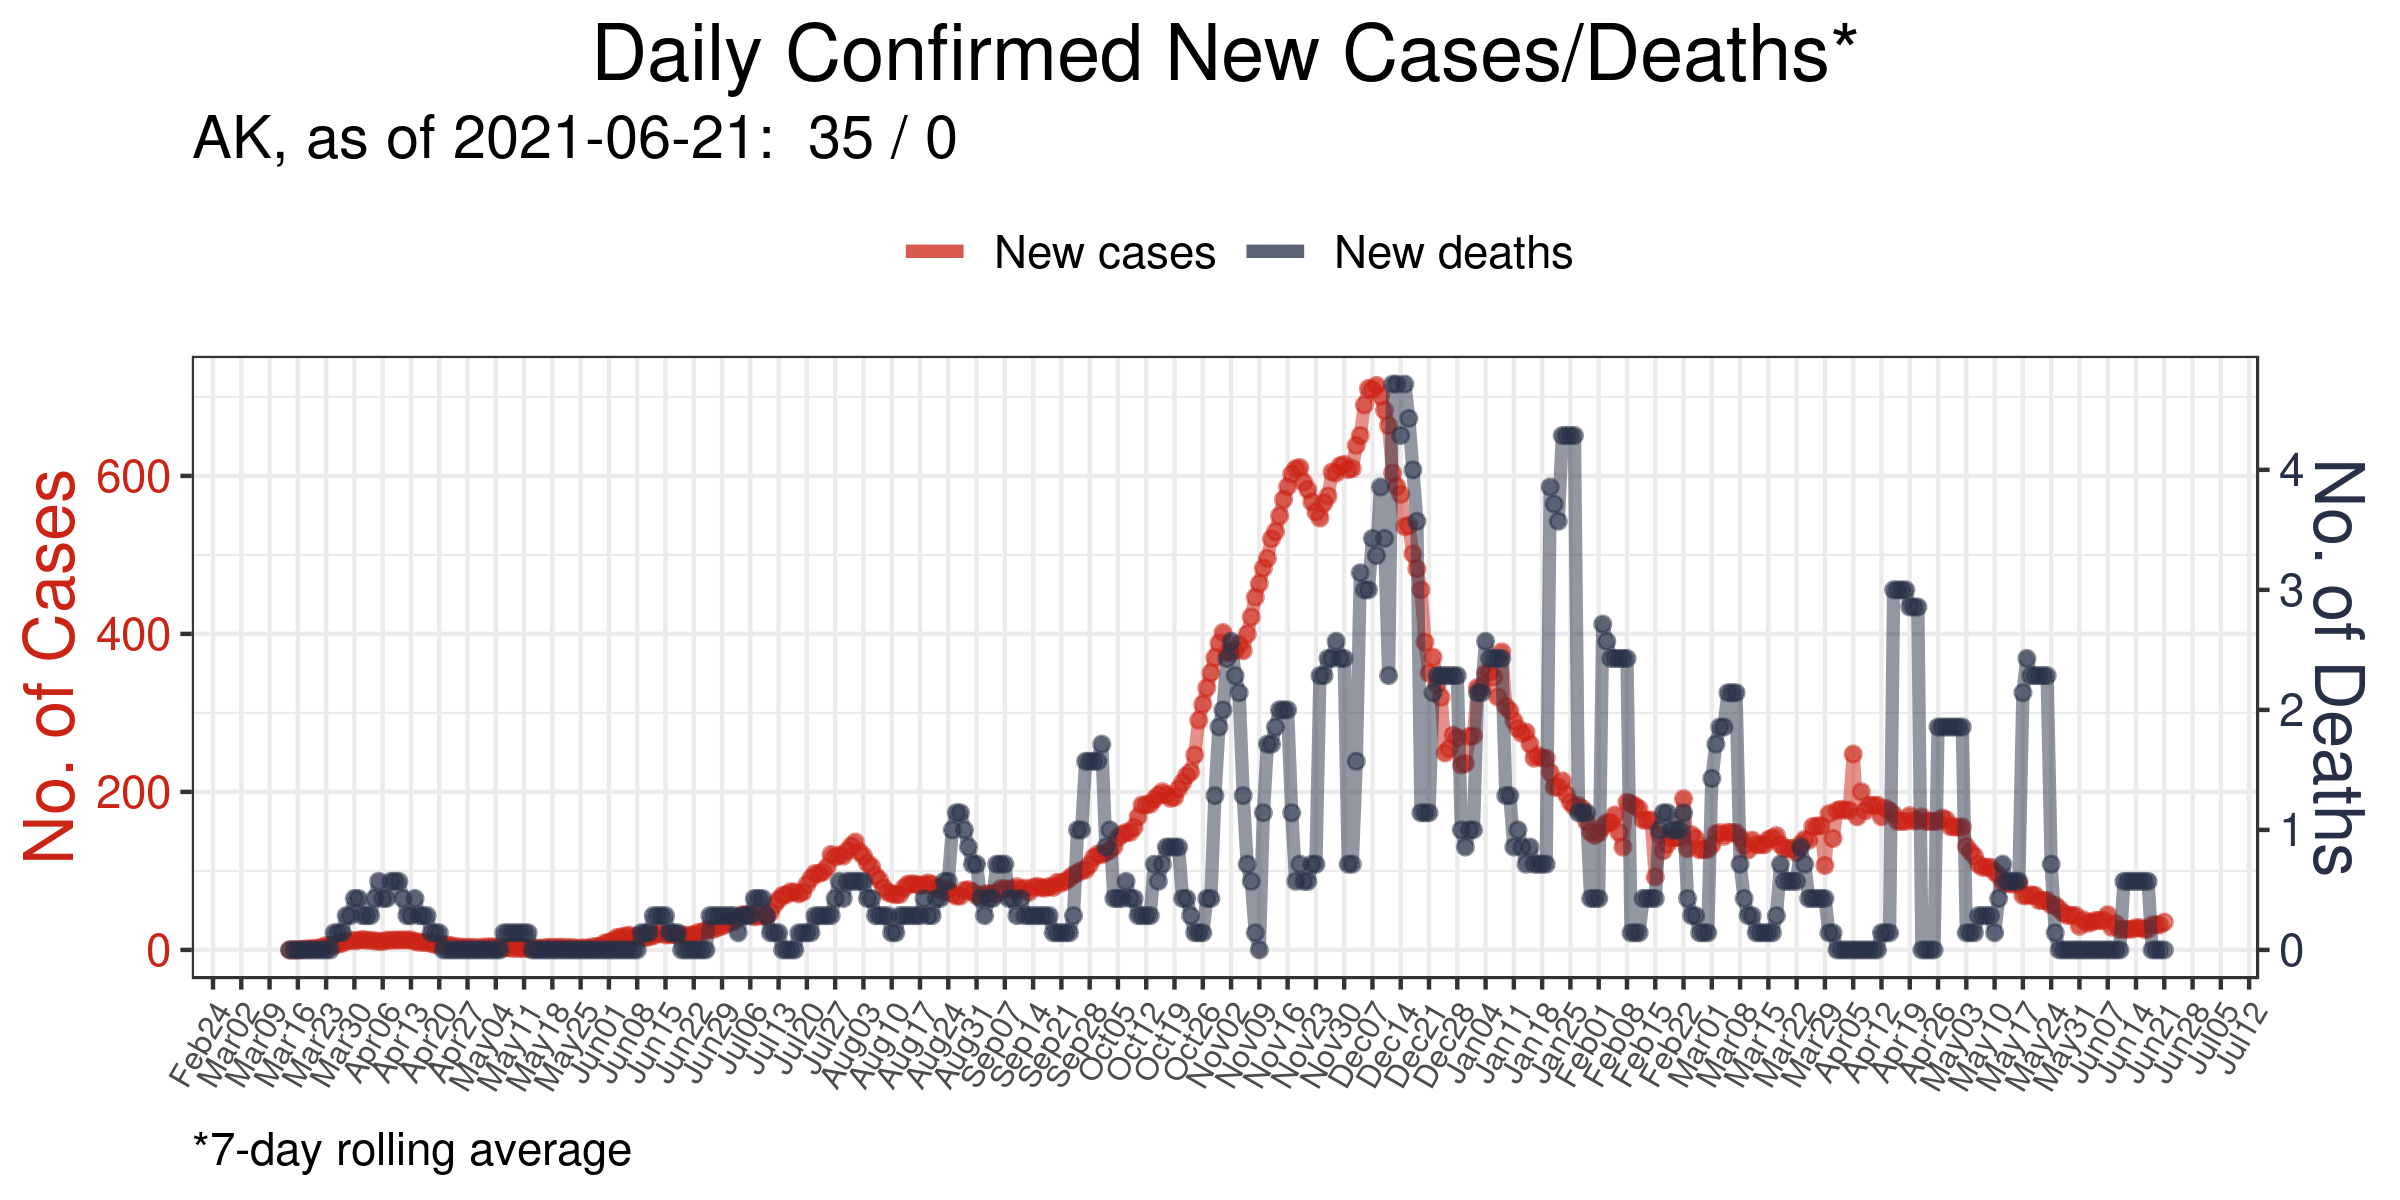 Daily Confirmed New Cases/Deaths*
AK, as of 2021-06-21:  35 / 0
New cases
New deaths
No. of Cases
600
400
200
0
4
3
2
1
0
No. of Deaths
Feb24
Mar02
Mar09
Mar16
Mar23
Mar30
Apr06
Apr13
Apr20
Apr27
May04
May11
May18
May25
Jun01
Jun08
Jun15
Jun22
Jun29
Jul06
Jul13
Jul20
Jul27
Aug03
Aug10
Aug17
Aug24
Aug31
Sep07
Sep14
Sep21
Sep28
Oct05
Oct12
Oct19
Oct26
Nov02
Nov09
Nov16
Nov23
Nov30
Dec07
Dec14
Dec21
Dec28
Jan04
Jan11
Jan18
Jan25
Feb01
Feb08
Feb15
Feb22
Mar01
Mar08
Mar15
Mar22
Mar29
Apr05
Apr12
Apr19
Apr26
May03
May10
May17
May24
May31
Jun07
Jun14
Jun21
Jun28
Jul05
Jul12
*7-day rolling average